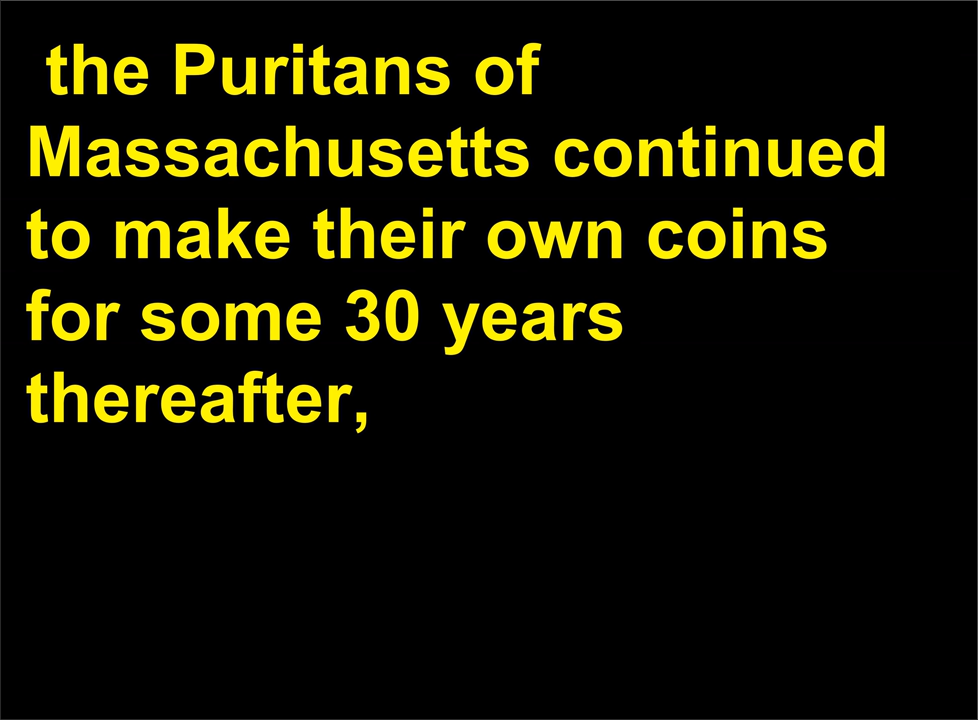 the Puritans of
Massachusetts continued
to make their own coins
for some 30 years
thereafter,